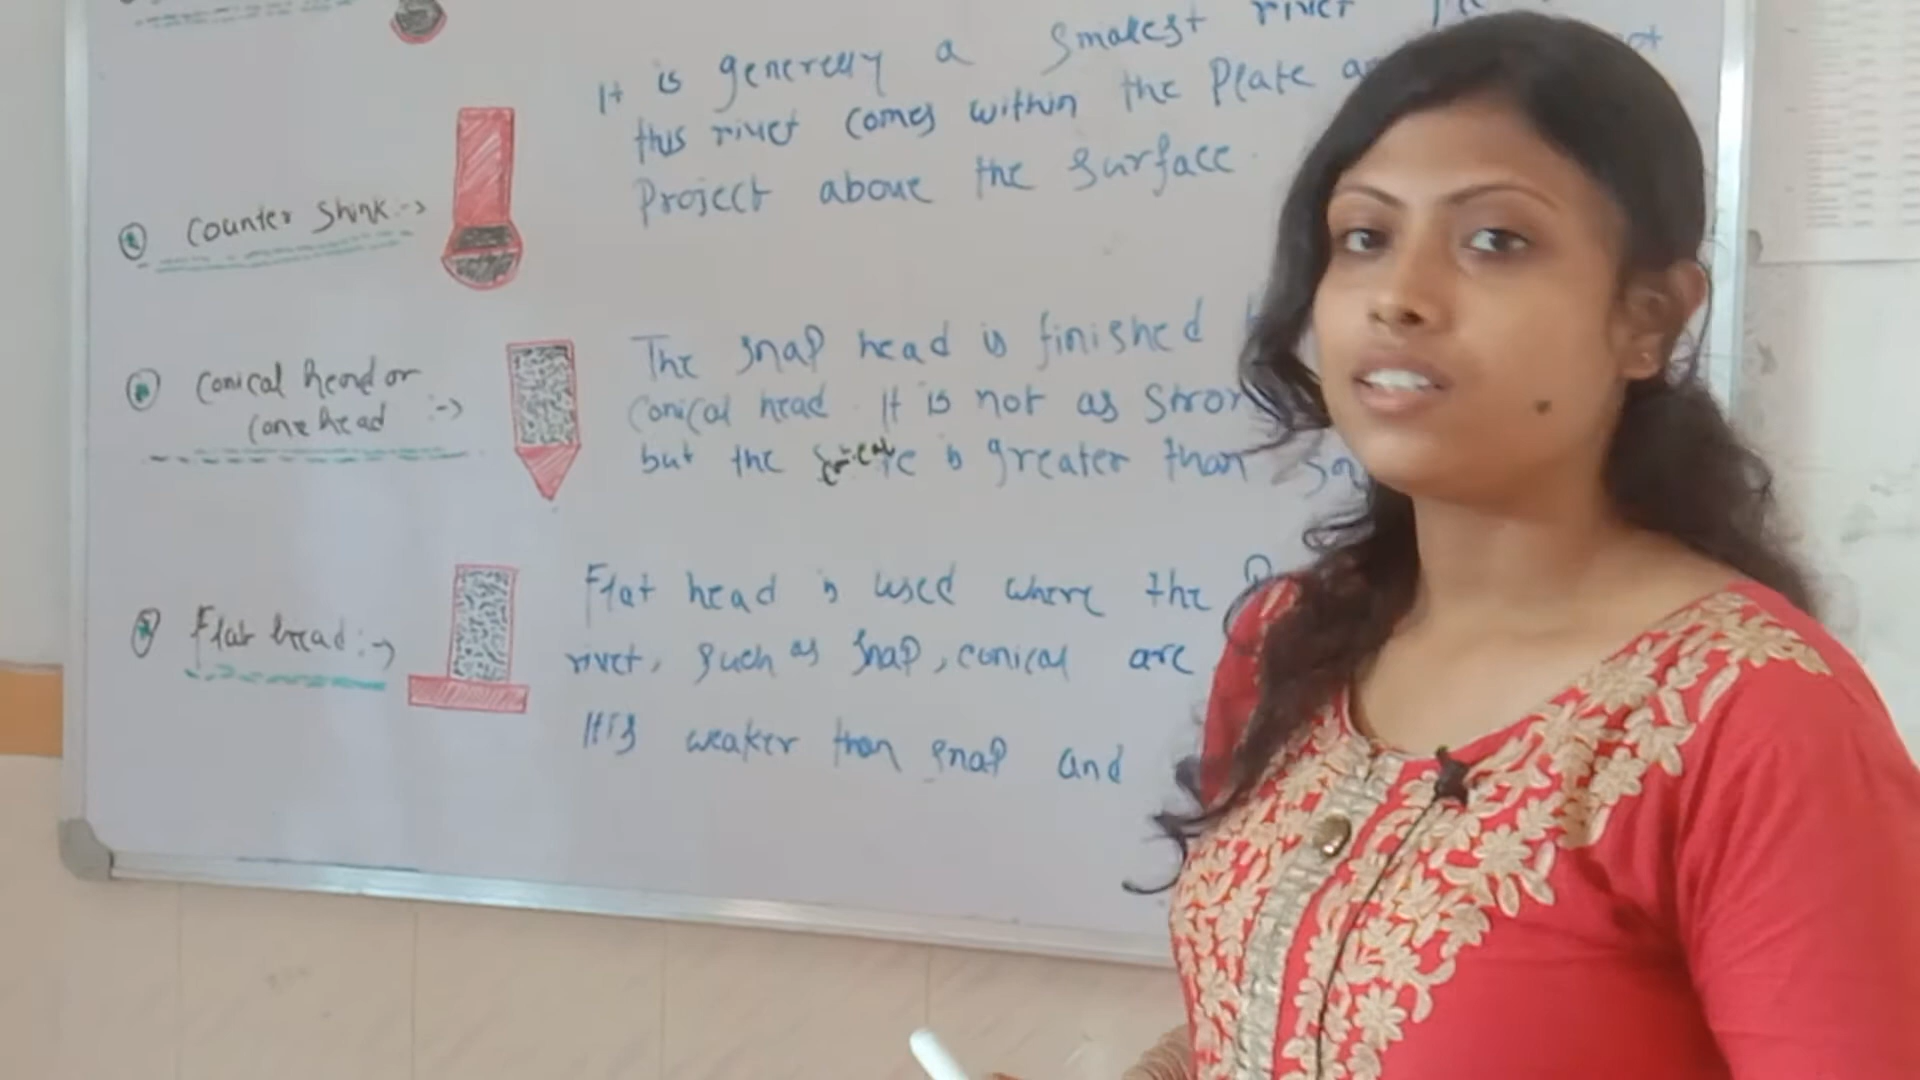 It is generelly a smalest rivet
this rivet comes within the Plate
Project above the surface
Counter Shink :->
The snap head is finished
Conical head or
cone head :->
conical head. It is not as
but the is greater than
Flat head is used where the
Flat head :->
rivet, such as snap, conical are
It is weaker than snap and